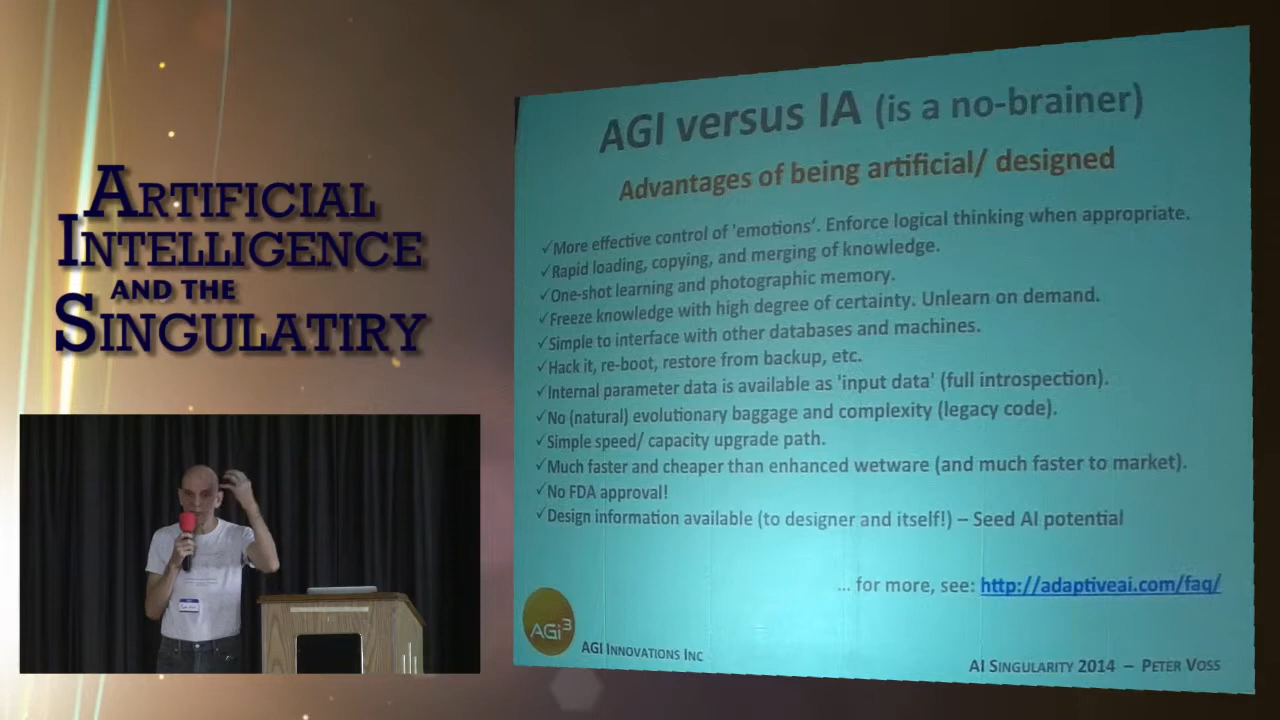 ARTIFICIAL
INTELLIGENCE
AND THE
SINGULATIRY
AGI versus IA (is a no-brainer)
Advantages of being artificial/ designed
✓More effective control of 'emotions'. Enforce logical thinking when appropriate.
✓Rapid loading, copying, and merging of knowledge.
✓One-shot learning and photographic memory.
✓Freeze knowledge with high degree of certainty. Unlearn on demand.
✓Simple to interface with other databases and machines.
✓Hack it, re-boot, restore from backup, etc.
✓Internal parameter data is available as 'input data' (full introspection).
✓No (natural) evolutionary baggage and complexity (legacy code).
✓Simple speed/ capacity upgrade path.
✓Much faster and cheaper than enhanced wetware (and much faster to market).
✓No FDA approval!
✓Design information available (to designer and itself!) – Seed AI potential
... for more, see: http://adaptiveai.com/faq/
AGi3
AGI INNOVATIONS INC
AI SINGULARITY 2014 – PETER VOSS